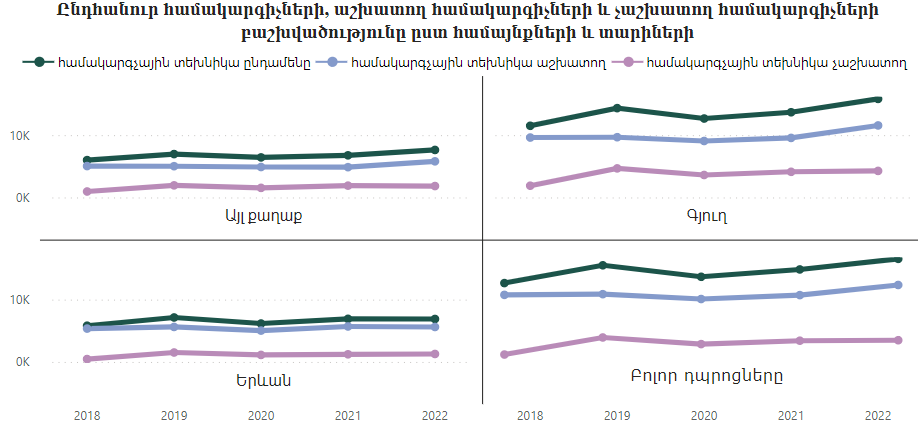 Ընդհանուր համակարգիչների, աշխատող համակարգիչների և չաշխատող համակարգիչների
բաշխվածությունը ըստ համայնքների և տարիների
համակարգչային տեխնիկա ընդամենը համակարգչային տեխնիկա աշխատող համակարգչային տեխնիկա չաշխատող
10K
0K
Այլ քաղաք
Գյուղ
10K
0K
Երևան
Բոլոր դպրոցները
2018 2019 2020 2021 2022
2018 2019 2020 2021 2022